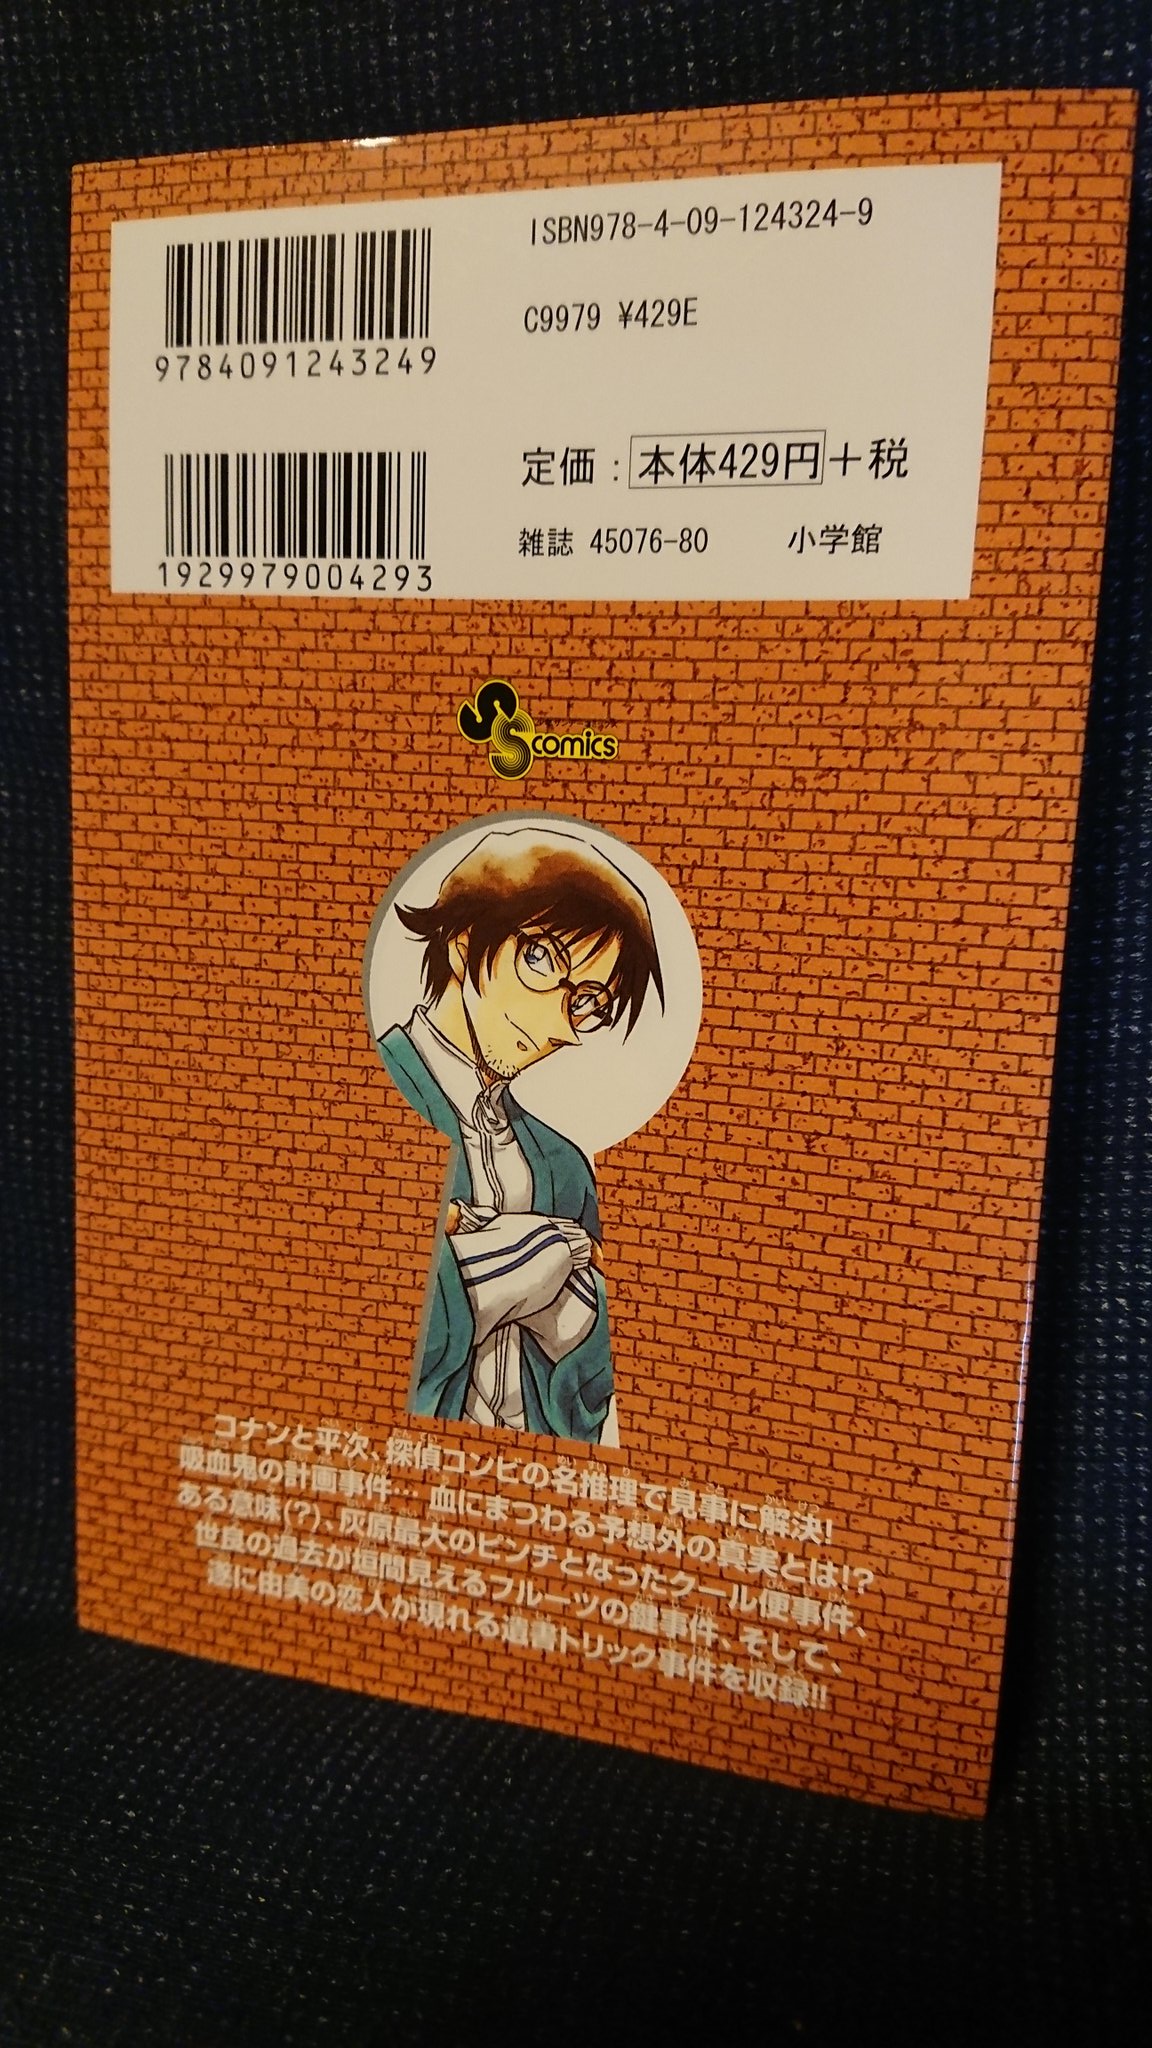 ISBN978-4-09-124324-9
9784091243249
C9979 ¥429E
定価：本体429円＋税
1929979004293
雑誌 45076-80 小学館
S
S comics
コナンと平次、探偵コンビの名推理で見事に解決!
吸血鬼の計画事件… 血にまつわる予想外の真実とは!?
ある意味(?)、灰原最大のピンチとなったクール便事件、
世良の過去が垣間見えるフルーツの鍵事件、そして、
遂に由美の恋人が現れる遺書トリック事件を収録!!